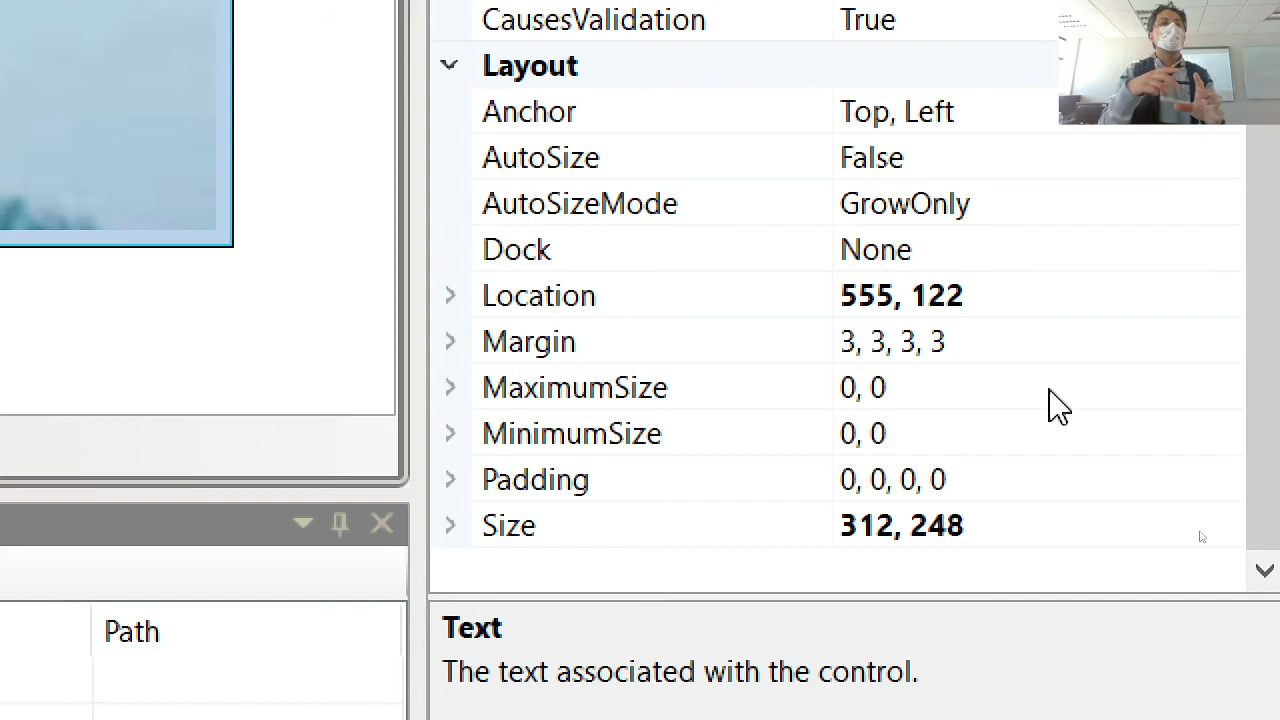 CausesValidation True
Layout
Anchor Top, Left
AutoSize False
AutoSizeMode GrowOnly
Dock None
Location 555, 122
Margin 3, 3, 3, 3
MaximumSize 0, 0
MinimumSize 0, 0
Padding 0, 0, 0, 0
Size 312, 248
Path
Text
The text associated with the control.